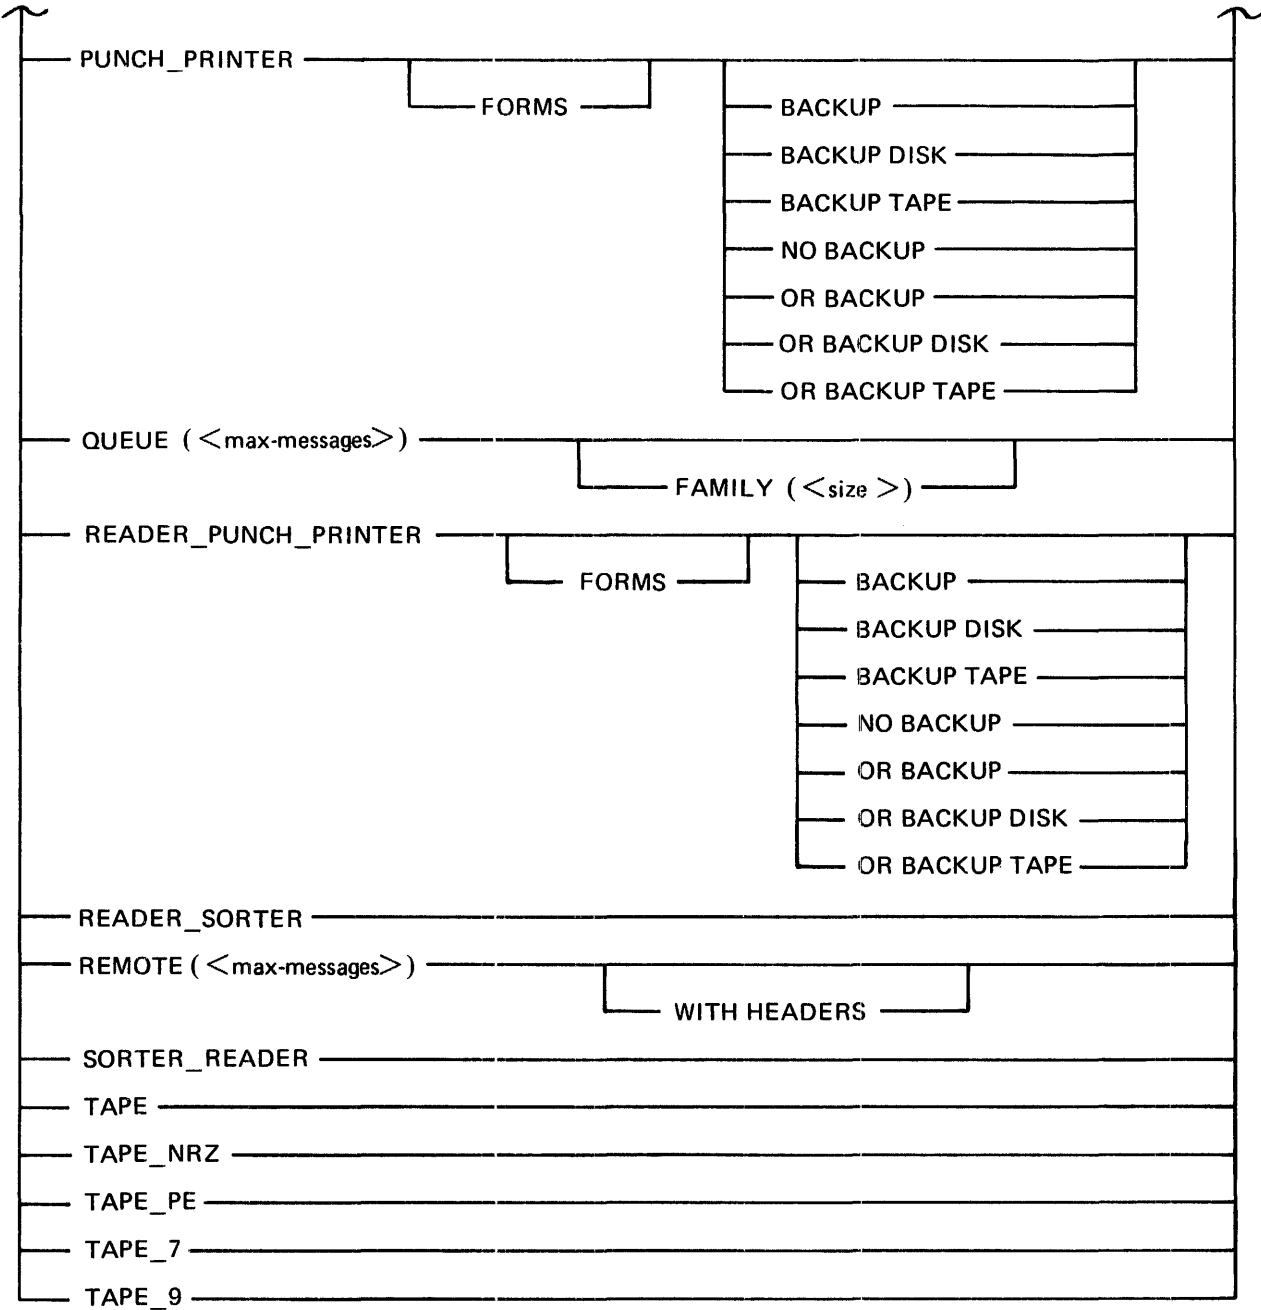 PUNCH_PRINTER
FORMS
BACKUP
BACKUP DISK
BACKUP TAPE
NO BACKUP
OR BACKUP
OR BACKUP DISK
OR BACKUP TAPE
QUEUE (<max-messages>)
FAMILY (<size>)
READER_PUNCH_PRINTER
FORMS
BACKUP
BACKUP DISK
BACKUP TAPE
NO BACKUP
OR BACKUP
OR BACKUP DISK
OR BACKUP TAPE
READER_SORTER
REMOTE (<max-messages>)
WITH HEADERS
SORTER_READER
TAPE
TAPE_NRZ
TAPE_PE
TAPE_7
TAPE_9